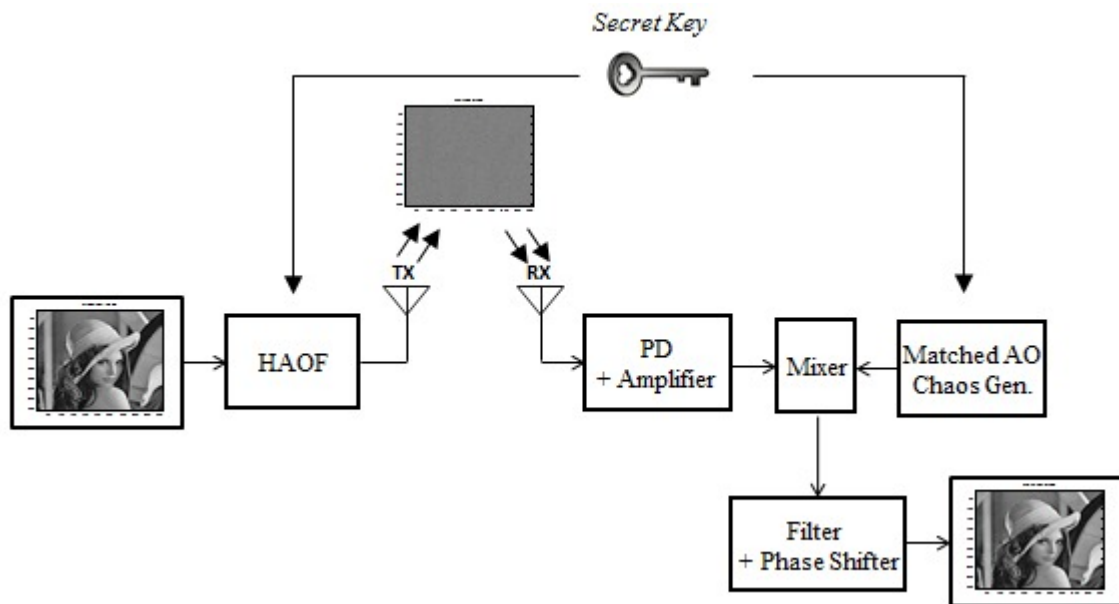 Secret Key
TX
RX
HAOF
PD
+ Amplifier
Mixer
Matched AO
Chaos Gen.
Filter
+ Phase Shifter